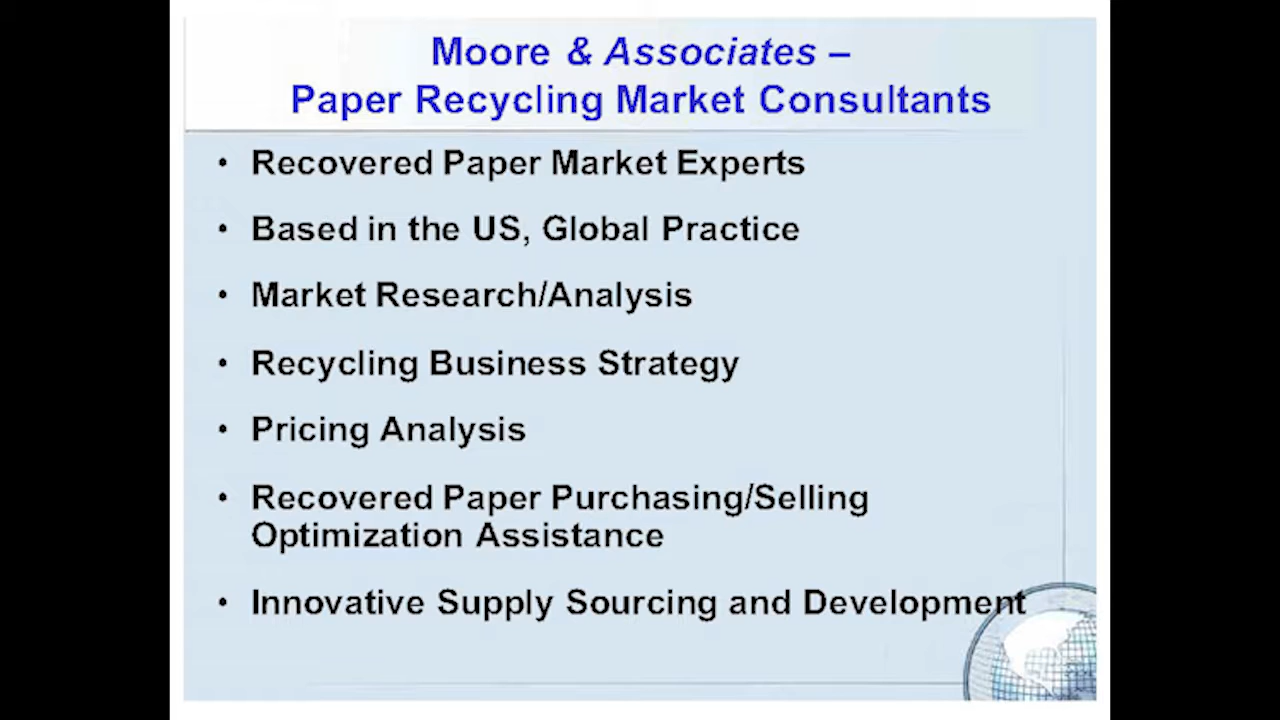 Moore & Associates –
Paper Recycling Market Consultants
• Recovered Paper Market Experts
• Based in the US, Global Practice
• Market Research/Analysis
• Recycling Business Strategy
• Pricing Analysis
• Recovered Paper Purchasing/Selling
Optimization Assistance
• Innovative Supply Sourcing and Development